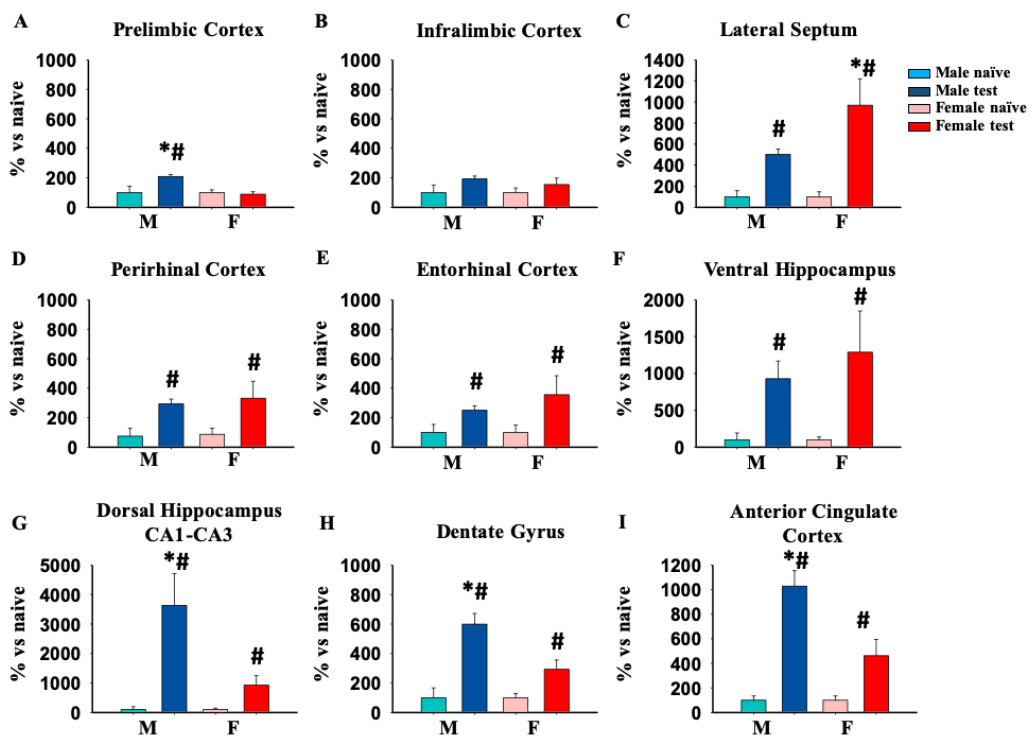 A
Prelimbic Cortex
% vs naive
1000
800
600
400
200
0
*#
M
F
B
Infralimbic Cortex
% vs naive
1000
800
600
400
200
0
M
F
C
Lateral Septum
% vs naive
1400
1200
1000
800
600
400
200
0
#
*#
M
F
Male naïve
Male test
Female naïve
Female test
D
Perirhinal Cortex
% vs naive
1000
800
600
400
200
0
#
#
M
F
E
Entorhinal Cortex
% vs naive
1000
800
600
400
200
0
#
#
M
F
F
Ventral Hippocampus
% vs naive
2000
1500
1000
500
0
#
#
M
F
G
Dorsal Hippocampus
CA1-CA3
% vs naive
5000
4000
3000
2000
1000
0
*#
#
M
F
H
Dentate Gyrus
% vs naive
1000
800
600
400
200
0
*#
#
M
F
I
Anterior Cingulate
Cortex
% vs naive
1200
1000
800
600
400
200
0
*#
#
M
F